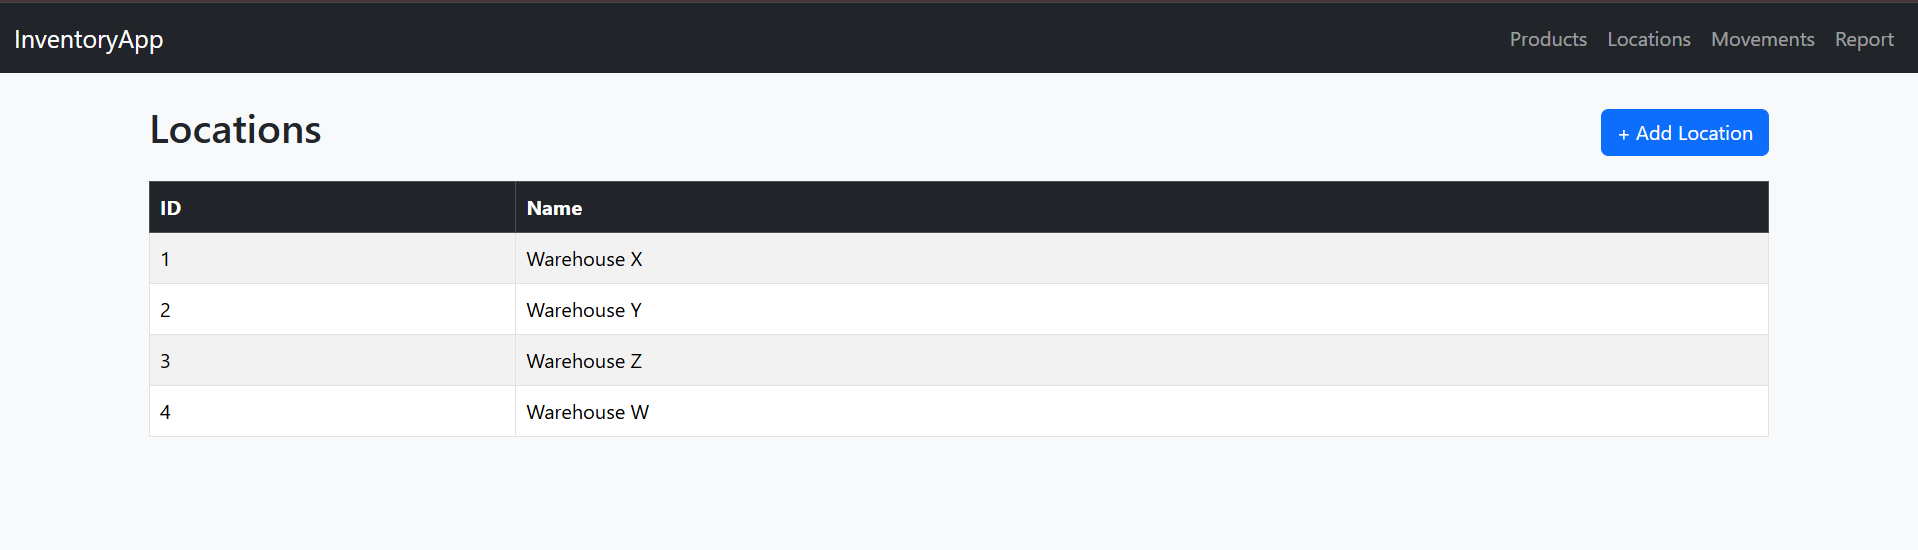 InventoryApp Products Locations Movements Report
Locations + Add Location
ID Name
1 Warehouse X
2 Warehouse Y
3 Warehouse Z
4 Warehouse W